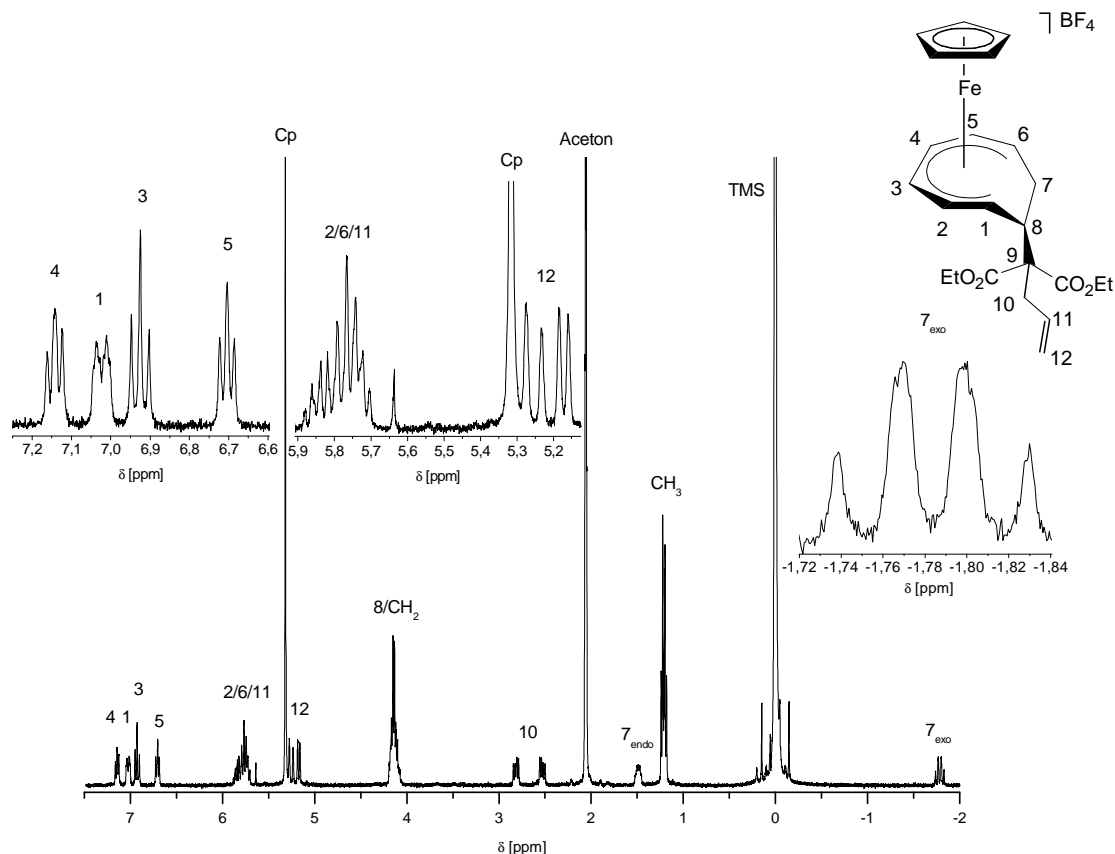 ] BF4
Fe
5
4
6
3
7
2
1
8
9
EtO2C
CO2Et
10
11
12
Cp
Aceton
Cp
TMS
3
5
4
1
2/6/11
12
7exo
7,2 7,1 7,0 6,9 6,8 6,7 6,6
δ [ppm]
5,9 5,8 5,7 5,6 5,5 5,4 5,3 5,2
δ [ppm]
-1,72 -1,74 -1,76 -1,78 -1,80 -1,82 -1,84
δ [ppm]
CH3
8/CH2
3
4 1
5
2/6/11
12
10
7endo
7exo
7 6 5 4 3 2 1 0 -1 -2
δ [ppm]